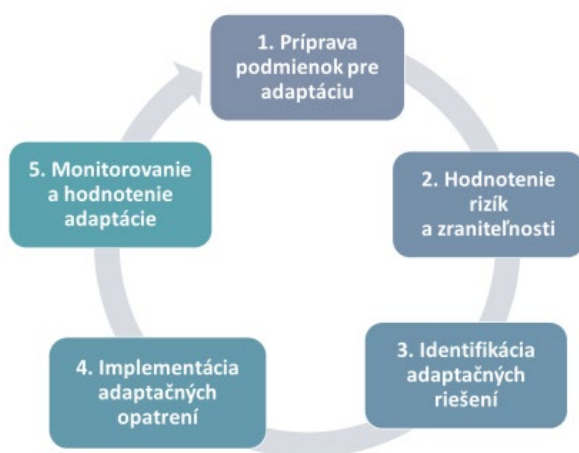 1. Príprava
podmienok pre
adaptáciu
2. Hodnotenie
rizík
a zraniteľnosti
3. Identifikácia
adaptačných
riešení
4. Implementácia
adaptačných
opatrení
5. Monitorovanie
a hodnotenie
adaptácie